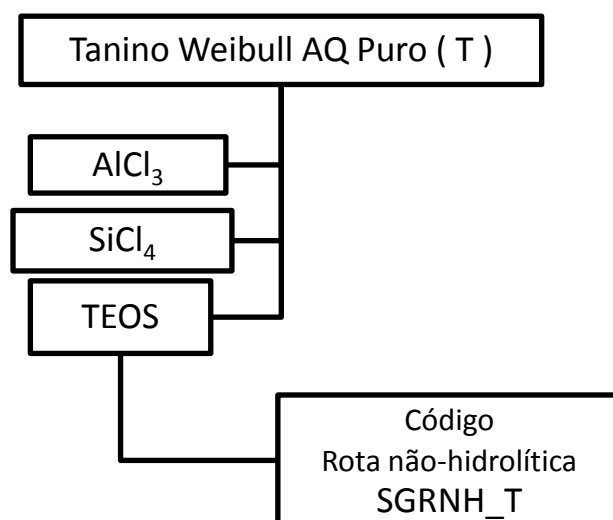 Tanino Weibull AQ Puro ( T )
AlCl₃
SiCl₄
TEOS
Código
Rota não-hidrolítica
SGRNH_T